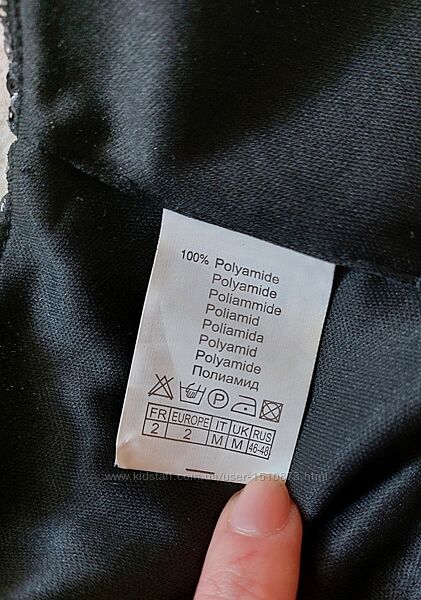 100% Polyamide
Polyamide
Poliammide
Poliamid
Poliamida
Polyamid
Polyamide
Полиамид
P
FR EUROPE IT UK RUS
2 2 M M 46-48